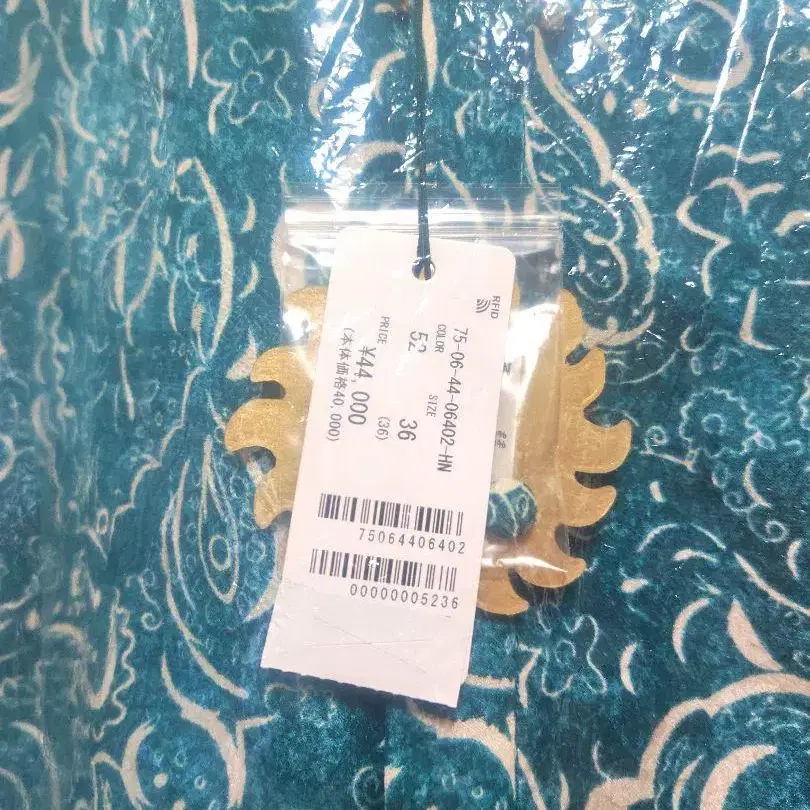 RFID
75-06-44-06402-HN
COLOR SIZE
52 36
(36)
PRICE
¥44,000
(本体価格40,000)
75064406402
00000005236
%
%